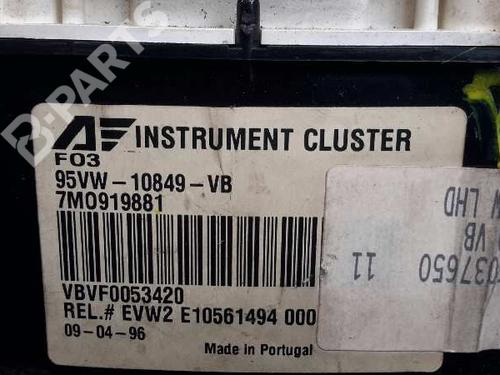 B-PARTS
INSTRUMENT CLUSTER
F03
95VW-10849-VB
7M0919881
VBVF0053420
REL.# EVW2 E10561494 000
09-04-96
Made in Portugal
LHD
VB
037650
11